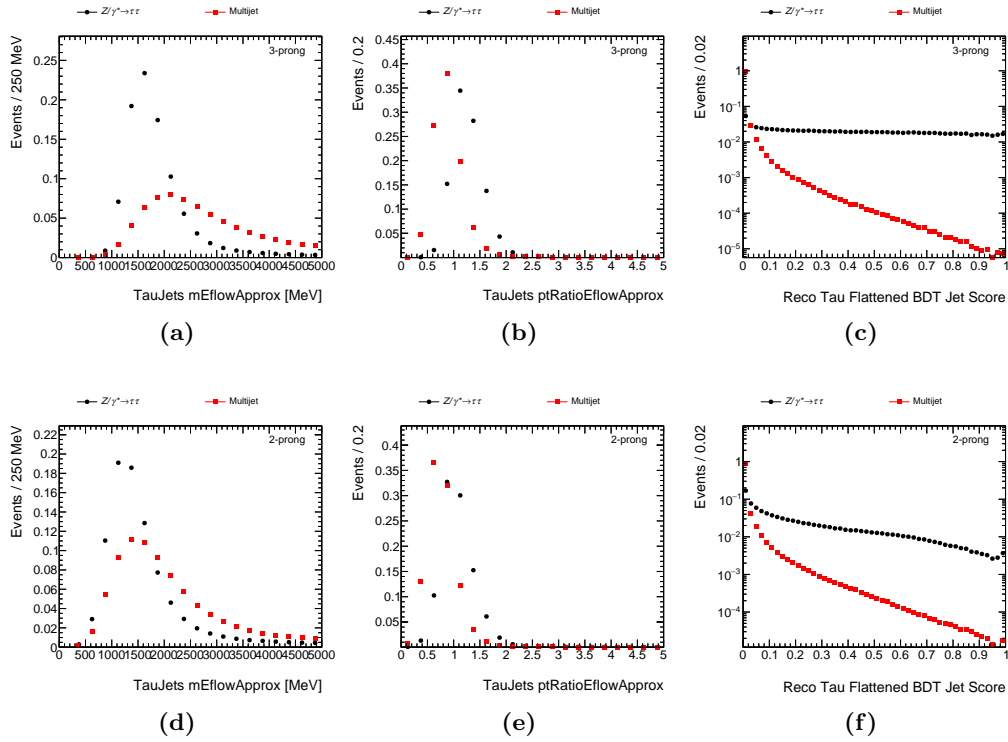 Z/γ*→ττ Multijet
3-prong
Events / 250 MeV
0.25
0.2
0.15
0.1
0.05
0
0 500 1000 1500 2000 2500 3000 3500 4000 4500 5000
TauJets mEflowApprox [MeV]
(a)
Z/γ*→ττ Multijet
3-prong
Events / 0.2
0.45
0.4
0.35
0.3
0.25
0.2
0.15
0.1
0.05
0 0.5 1 1.5 2 2.5 3 3.5 4 4.5 5
TauJets ptRatioEflowApprox
(b)
Z/γ*→ττ Multijet
3-prong
Events / 0.02
1
10⁻¹
10⁻²
10⁻³
10⁻⁴
10⁻⁵
0 0.1 0.2 0.3 0.4 0.5 0.6 0.7 0.8 0.9 1
Reco Tau Flattened BDT Jet Score
(c)
Z/γ*→ττ Multijet
2-prong
Events / 250 MeV
0.22
0.2
0.18
0.16
0.14
0.12
0.1
0.08
0.06
0.04
0.02
0
0 500 1000 1500 2000 2500 3000 3500 4000 4500 5000
TauJets mEflowApprox [MeV]
(d)
Z/γ*→ττ Multijet
2-prong
Events / 0.2
0.4
0.35
0.3
0.25
0.2
0.15
0.1
0.05
0 0.5 1 1.5 2 2.5 3 3.5 4 4.5 5
TauJets ptRatioEflowApprox
(e)
Z/γ*→ττ Multijet
2-prong
Events / 0.02
1
10⁻¹
10⁻²
10⁻³
10⁻⁴
0 0.1 0.2 0.3 0.4 0.5 0.6 0.7 0.8 0.9 1
Reco Tau Flattened BDT Jet Score
(f)